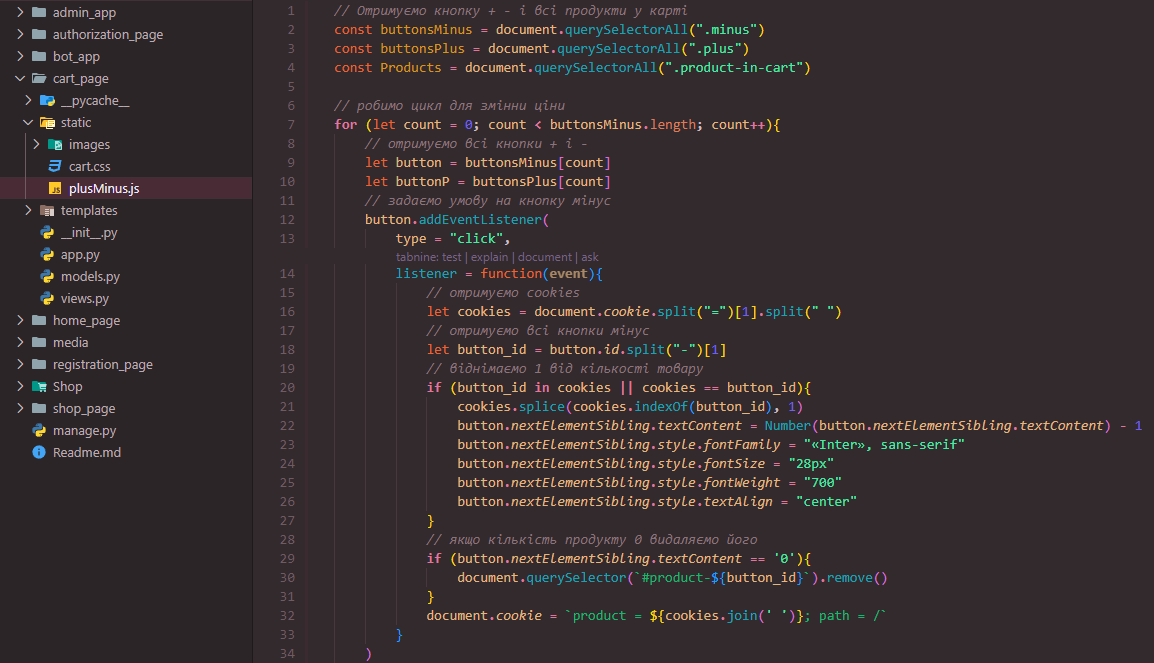 admin_app
authorization_page
bot_app
cart_page
__pycache__
static
images
cart.css
plusMinus.js
templates
__init__.py
app.py
models.py
views.py
home_page
media
registration_page
Shop
shop_page
manage.py
Readme.md
1 // Отримуємо кнопку + - і всі продукти у карті
2 const buttonsMinus = document.querySelectorAll(".minus")
3 const buttonsPlus = document.querySelectorAll(".plus")
4 const Products = document.querySelectorAll(".product-in-cart")
5
6 // робимо цикл для змінни ціни
7 for (let count = 0; count < buttonsMinus.length; count++){
8 // отримуємо всі кнопки + і -
9 let button = buttonsMinus[count]
10 let buttonP = buttonsPlus[count]
11 // задаємо умову на кнопку мінус
12 button.addEventListener(
13 type = "click",
tabnine: test | explain | document | ask
14 listener = function(event){
15 // отримуємо cookies
16 let cookies = document.cookie.split("=")[1].split(" ")
17 // отримуємо всі кнопки мінус
18 let button_id = button.id.split("-")[1]
19 // віднімаємо 1 від кількості товару
20 if (button_id in cookies || cookies == button_id){
21 cookies.splice(cookies.indexOf(button_id), 1)
22 button.nextElementSibling.textContent = Number(button.nextElementSibling.textContent) - 1
23 button.nextElementSibling.style.fontFamily = "«Inter», sans-serif"
24 button.nextElementSibling.style.fontSize = "28px"
25 button.nextElementSibling.style.fontWeight = "700"
26 button.nextElementSibling.style.textAlign = "center"
27 }
28 // якщо кількість продукту 0 видаляємо його
29 if (button.nextElementSibling.textContent == '0'){
30 document.querySelector(`#product-${button_id}`).remove()
31 }
32 document.cookie = `product = ${cookies.join(' ')}; path = /`
33 }
34 )